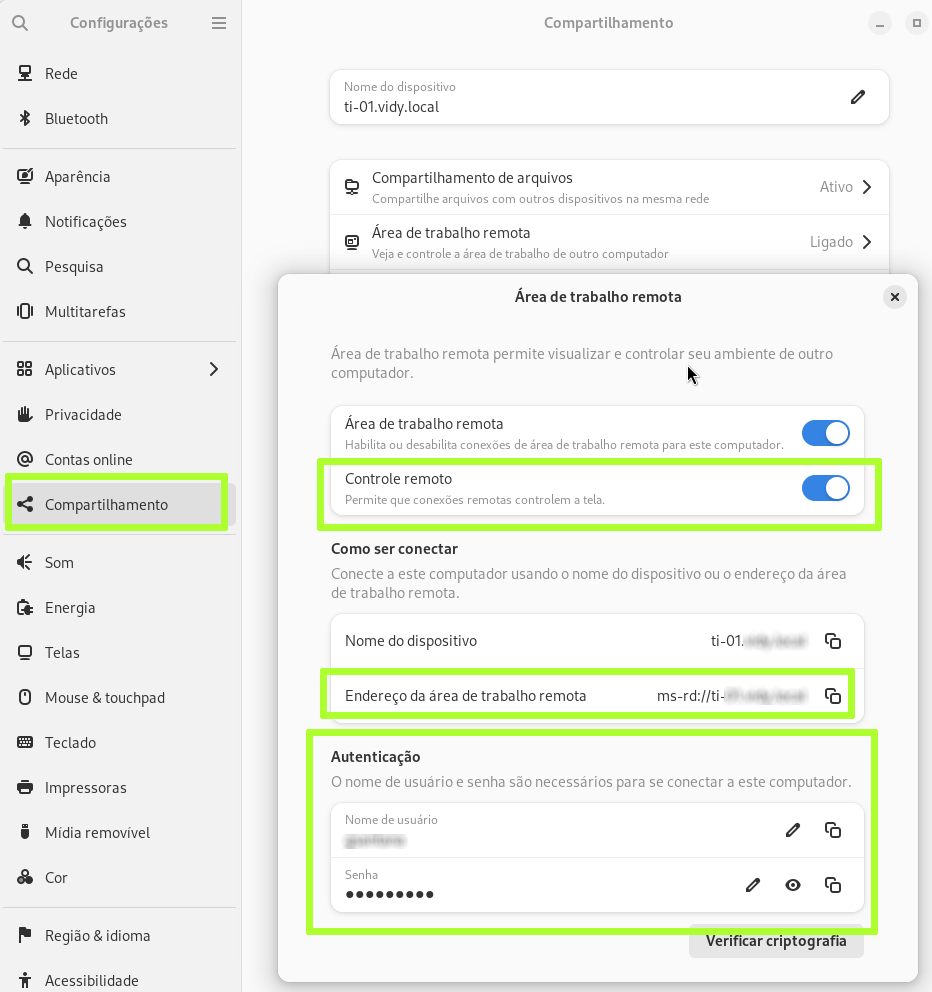 Configurações
Rede
Bluetooth
Aparência
Notificações
Pesquisa
Multitarefas
Aplicativos
Privacidade
Contas online
Compartilhamento
Som
Energia
Telas
Mouse & touchpad
Teclado
Impressoras
Mídia removível
Cor
Região & idioma
Acessibilidade
Compartilhamento
Nome do dispositivo
ti-01.vidy.local
Compartilhamento de arquivos
Compartilhe arquivos com outros dispositivos na mesma rede
Ativo
Área de trabalho remota
Veja e controle a área de trabalho de outro computador
Ligado
Área de trabalho remota
Área de trabalho remota permite visualizar e controlar seu ambiente de outro
computador.
Área de trabalho remota
Habilita ou desabilita conexões de área de trabalho remota para este computador.
Controle remoto
Permite que conexões remotas controlem a tela.
Como ser conectar
Conecte a este computador usando o nome do dispositivo ou o endereço da área
de trabalho remota.
Nome do dispositivo
ti-01.
Endereço da área de trabalho remota
ms-rd://ti-
Autenticação
O nome de usuário e senha são necessários para se conectar a este computador.
Nome de usuário
Senha
●●●●●●●●●
Verificar criptografia